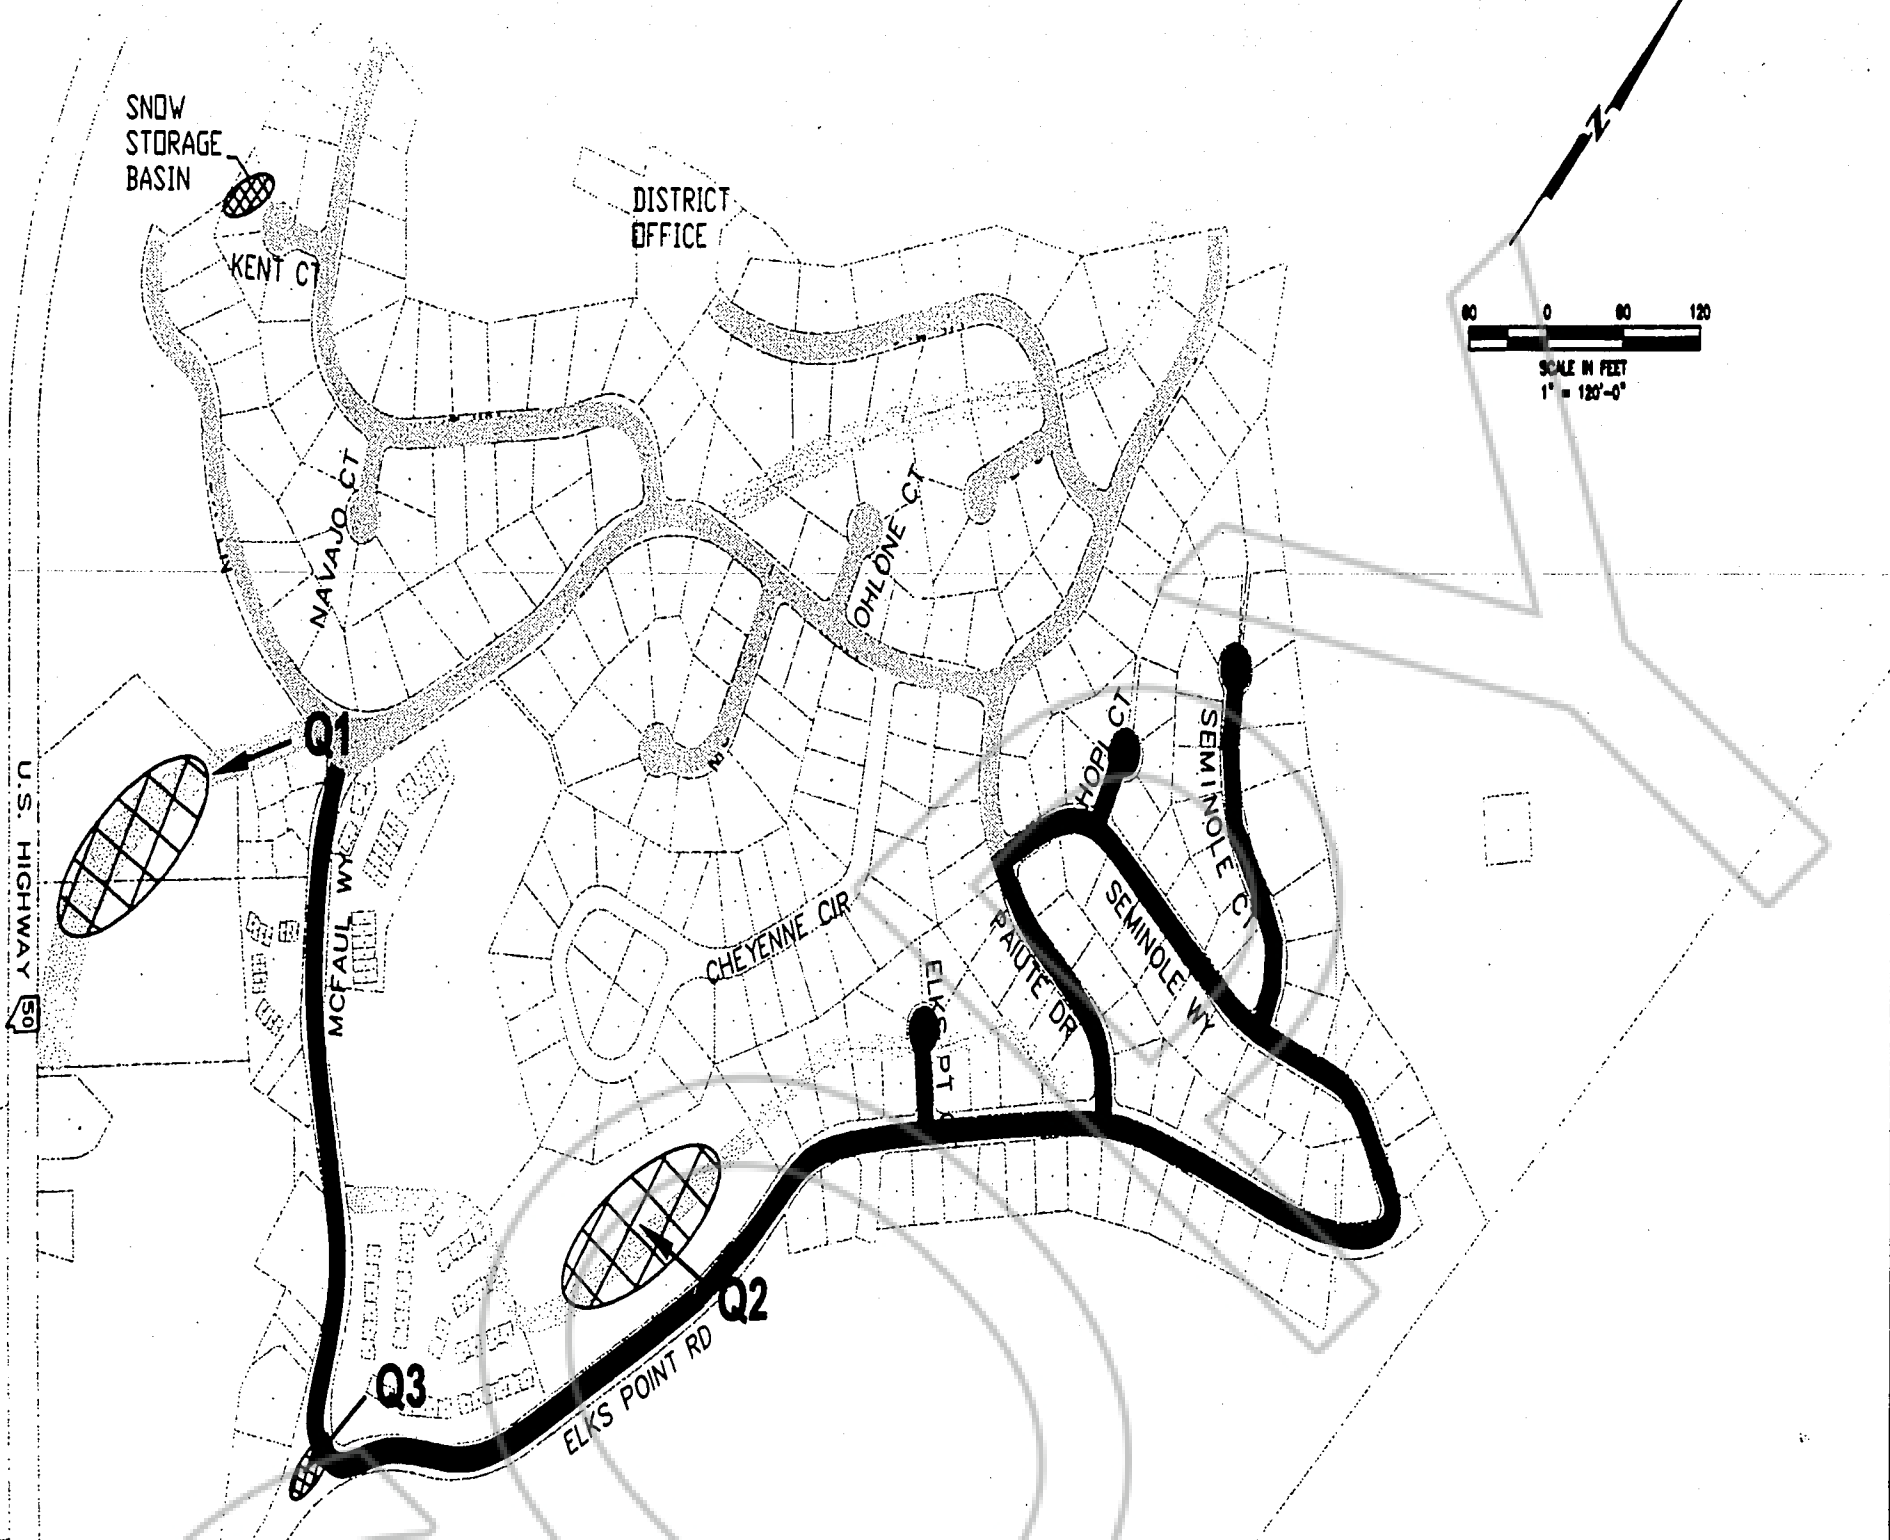 SNOW
STORAGE
BASIN
DISTRICT
OFFICE
KENT CT
N
60 0 60 120
SCALE IN FEET
1" = 120'-0"
NAVAJO CT
OHLONE CT
HOPI CT
SEMINOLE CT
Q1
U.S. HIGHWAY
50
MCFAUL WY
CHEYENNE CIR
PAIUTE DR
SEMINOLE WY
ELKS PT C
Q2
ELKS POINT RD
Q3